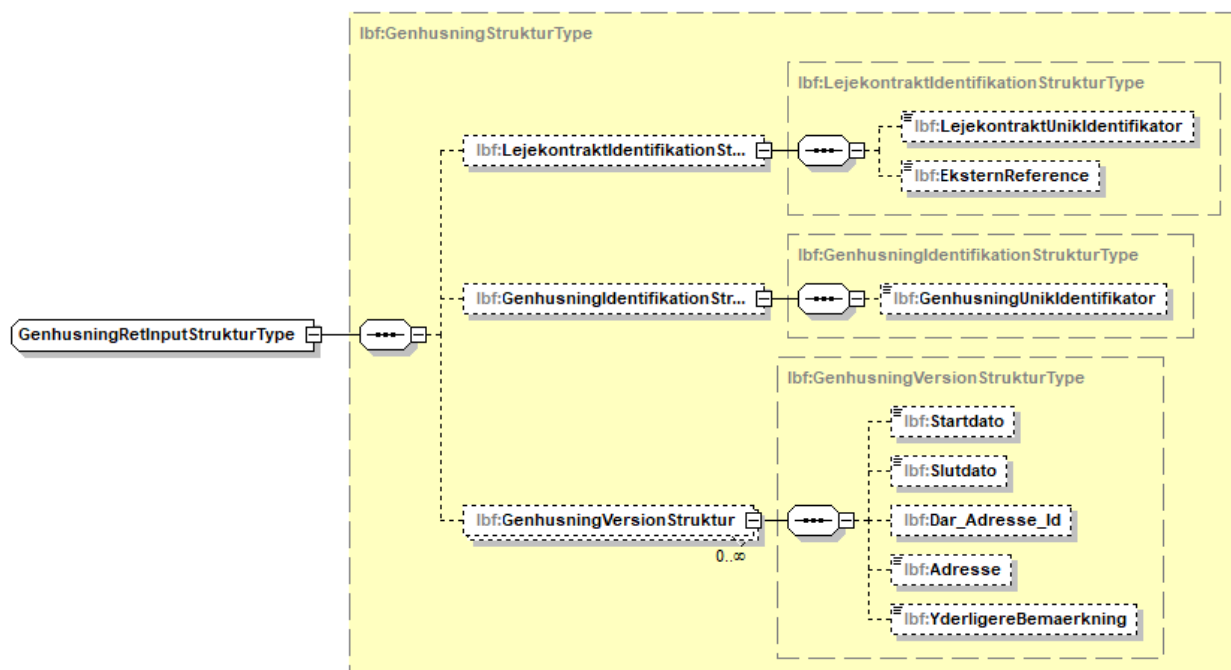 lbf:GenhusningStrukturType
lbf:LejekontraktIdentifikationStrukturType
lbf:LejekontraktUnikIdentifikator
lbf:LejekontraktIdentifikationSt...
lbf:EksternReference
lbf:GenhusningIdentifikationStrukturType
lbf:GenhusningIdentifikationStr...
lbf:GenhusningUnikIdentifikator
GenhusningRetInputStrukturType
lbf:GenhusningVersionStrukturType
lbf:Startdato
lbf:Slutdato
lbf:GenhusningVersionStruktur
lbf:Dar_Adresse_Id
0..∞
lbf:Adresse
lbf:YderligereBemaerkning